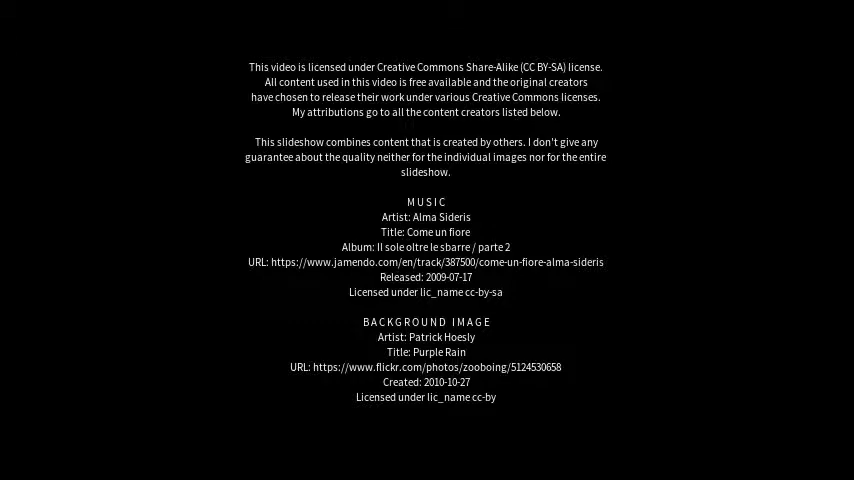 This video is licensed under Creative Commons Share-Alike (CC BY-SA) license.
All content used in this video is free available and the original creators
have chosen to release their work under various Creative Commons licenses.
My attributions go to all the content creators listed below.
This slideshow combines content that is created by others. I don't give any
guarantee about the quality neither for the individual images nor for the entire
slideshow.
MUSIC
Artist: Alma Sideris
Title: Come un fiore
Album: Il sole oltre le sbarre / parte 2
URL: https://www.jamendo.com/en/track/387500/come-un-fiore-alma-sideris
Released: 2009-07-17
Licensed under lic_name cc-by-sa
BACKGROUND IMAGE
Artist: Patrick Hoesly
Title: Purple Rain
URL: https://www.flickr.com/photos/zooboing/5124530658
Created: 2010-10-27
Licensed under lic_name cc-by